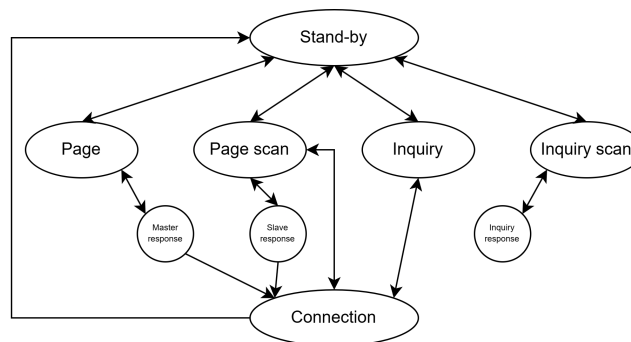 Stand-by
Page
Page scan
Inquiry
Inquiry scan
Master
response
Slave
response
Inquiry
response
Connection